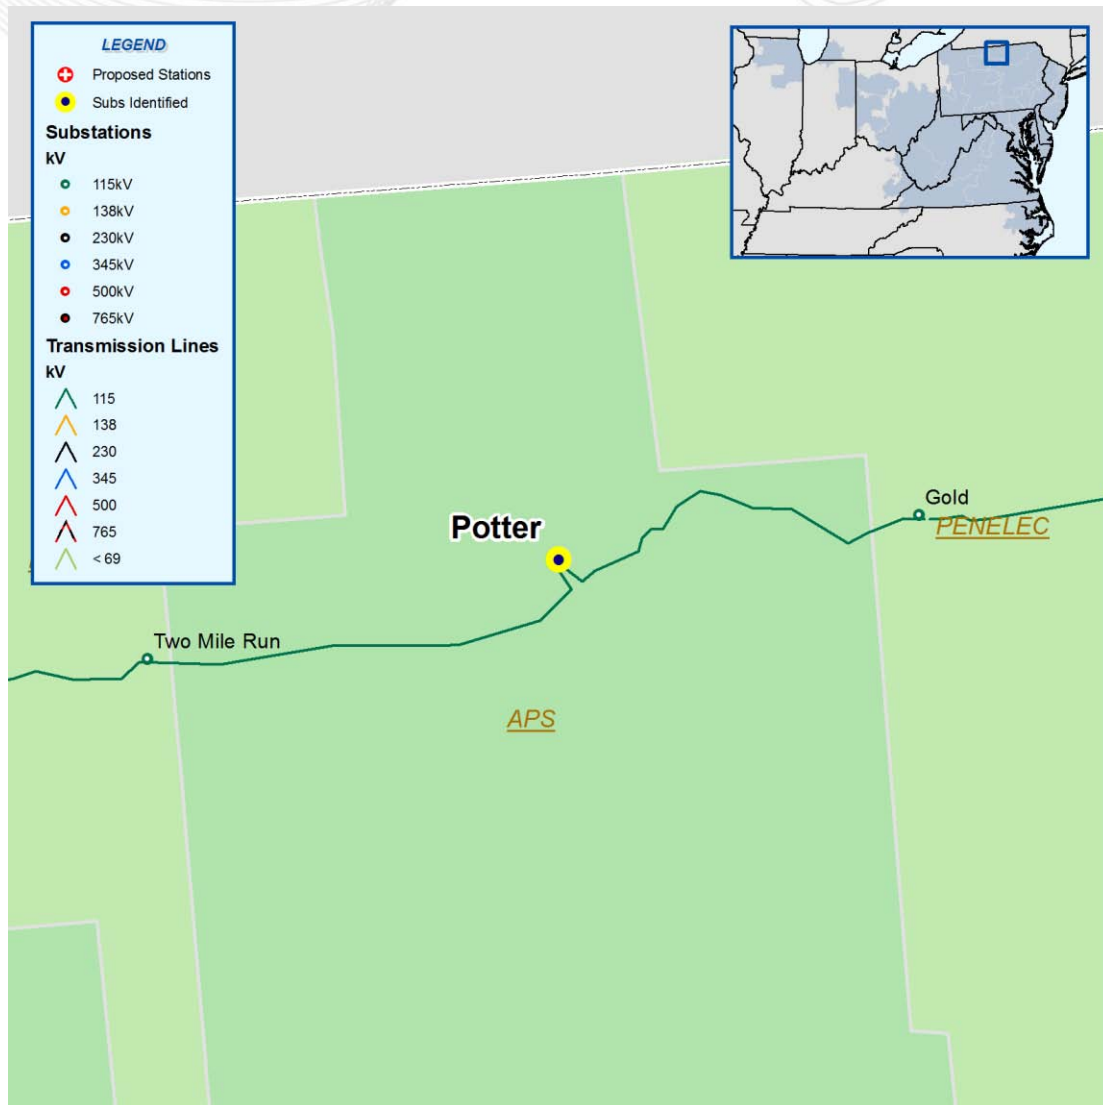 LEGEND
Proposed Stations
Subs Identified
Substations
kV
115kV
138kV
230kV
345kV
500kV
765kV
Transmission Lines
kV
115
138
230
345
500
765
< 69
Potter
Gold
PENELEC
Two Mile Run
APS